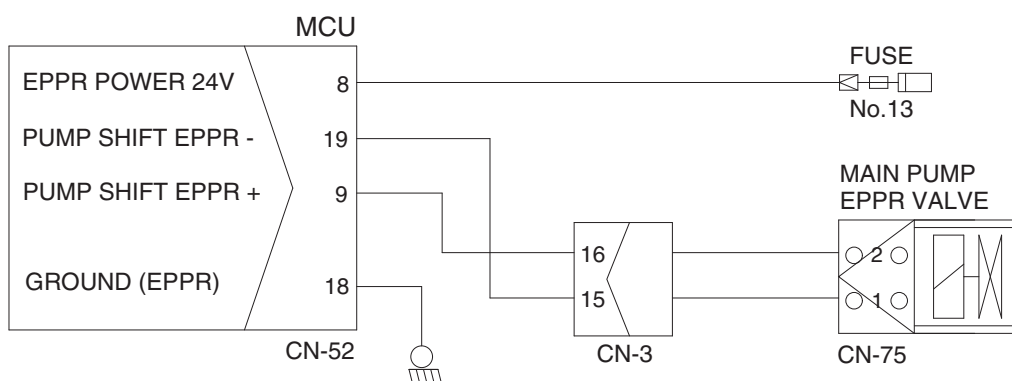 MCU
EPPR POWER 24V 8
FUSE
No.13
PUMP SHIFT EPPR - 19
PUMP SHIFT EPPR + 9
GROUND (EPPR) 18
CN-52
16
15
CN-3
MAIN PUMP
EPPR VALVE
2
1
CN-75